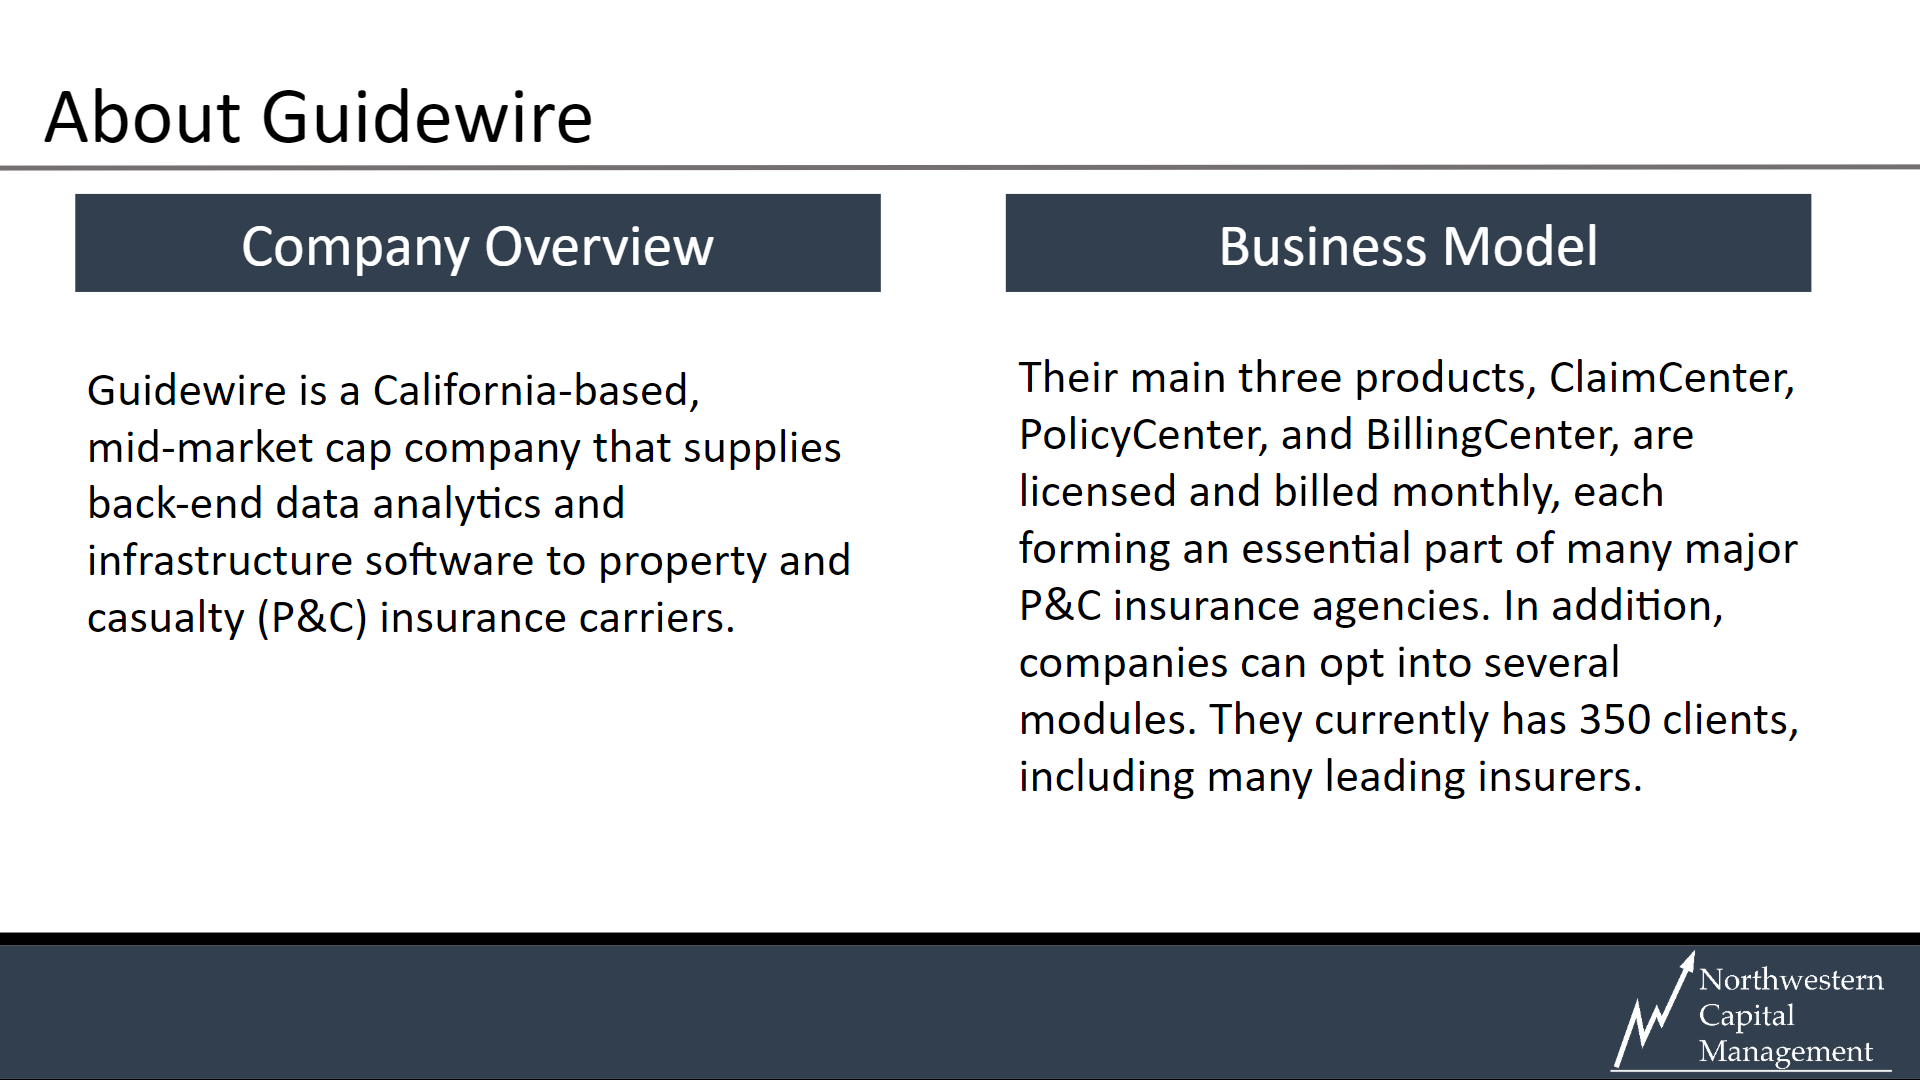 About Guidewire
Company Overview
Guidewire is a California-based,
mid-market cap company that supplies
back-end data analytics and
infrastructure software to property and
casualty (P&C) insurance carriers.
Business Model
Their main three products, ClaimCenter,
PolicyCenter, and BillingCenter, are
licensed and billed monthly, each
forming an essential part of many major
P&C insurance agencies. In addition,
companies can opt into several
modules. They currently has 350 clients,
including many leading insurers.
Northwestern
Capital
Management